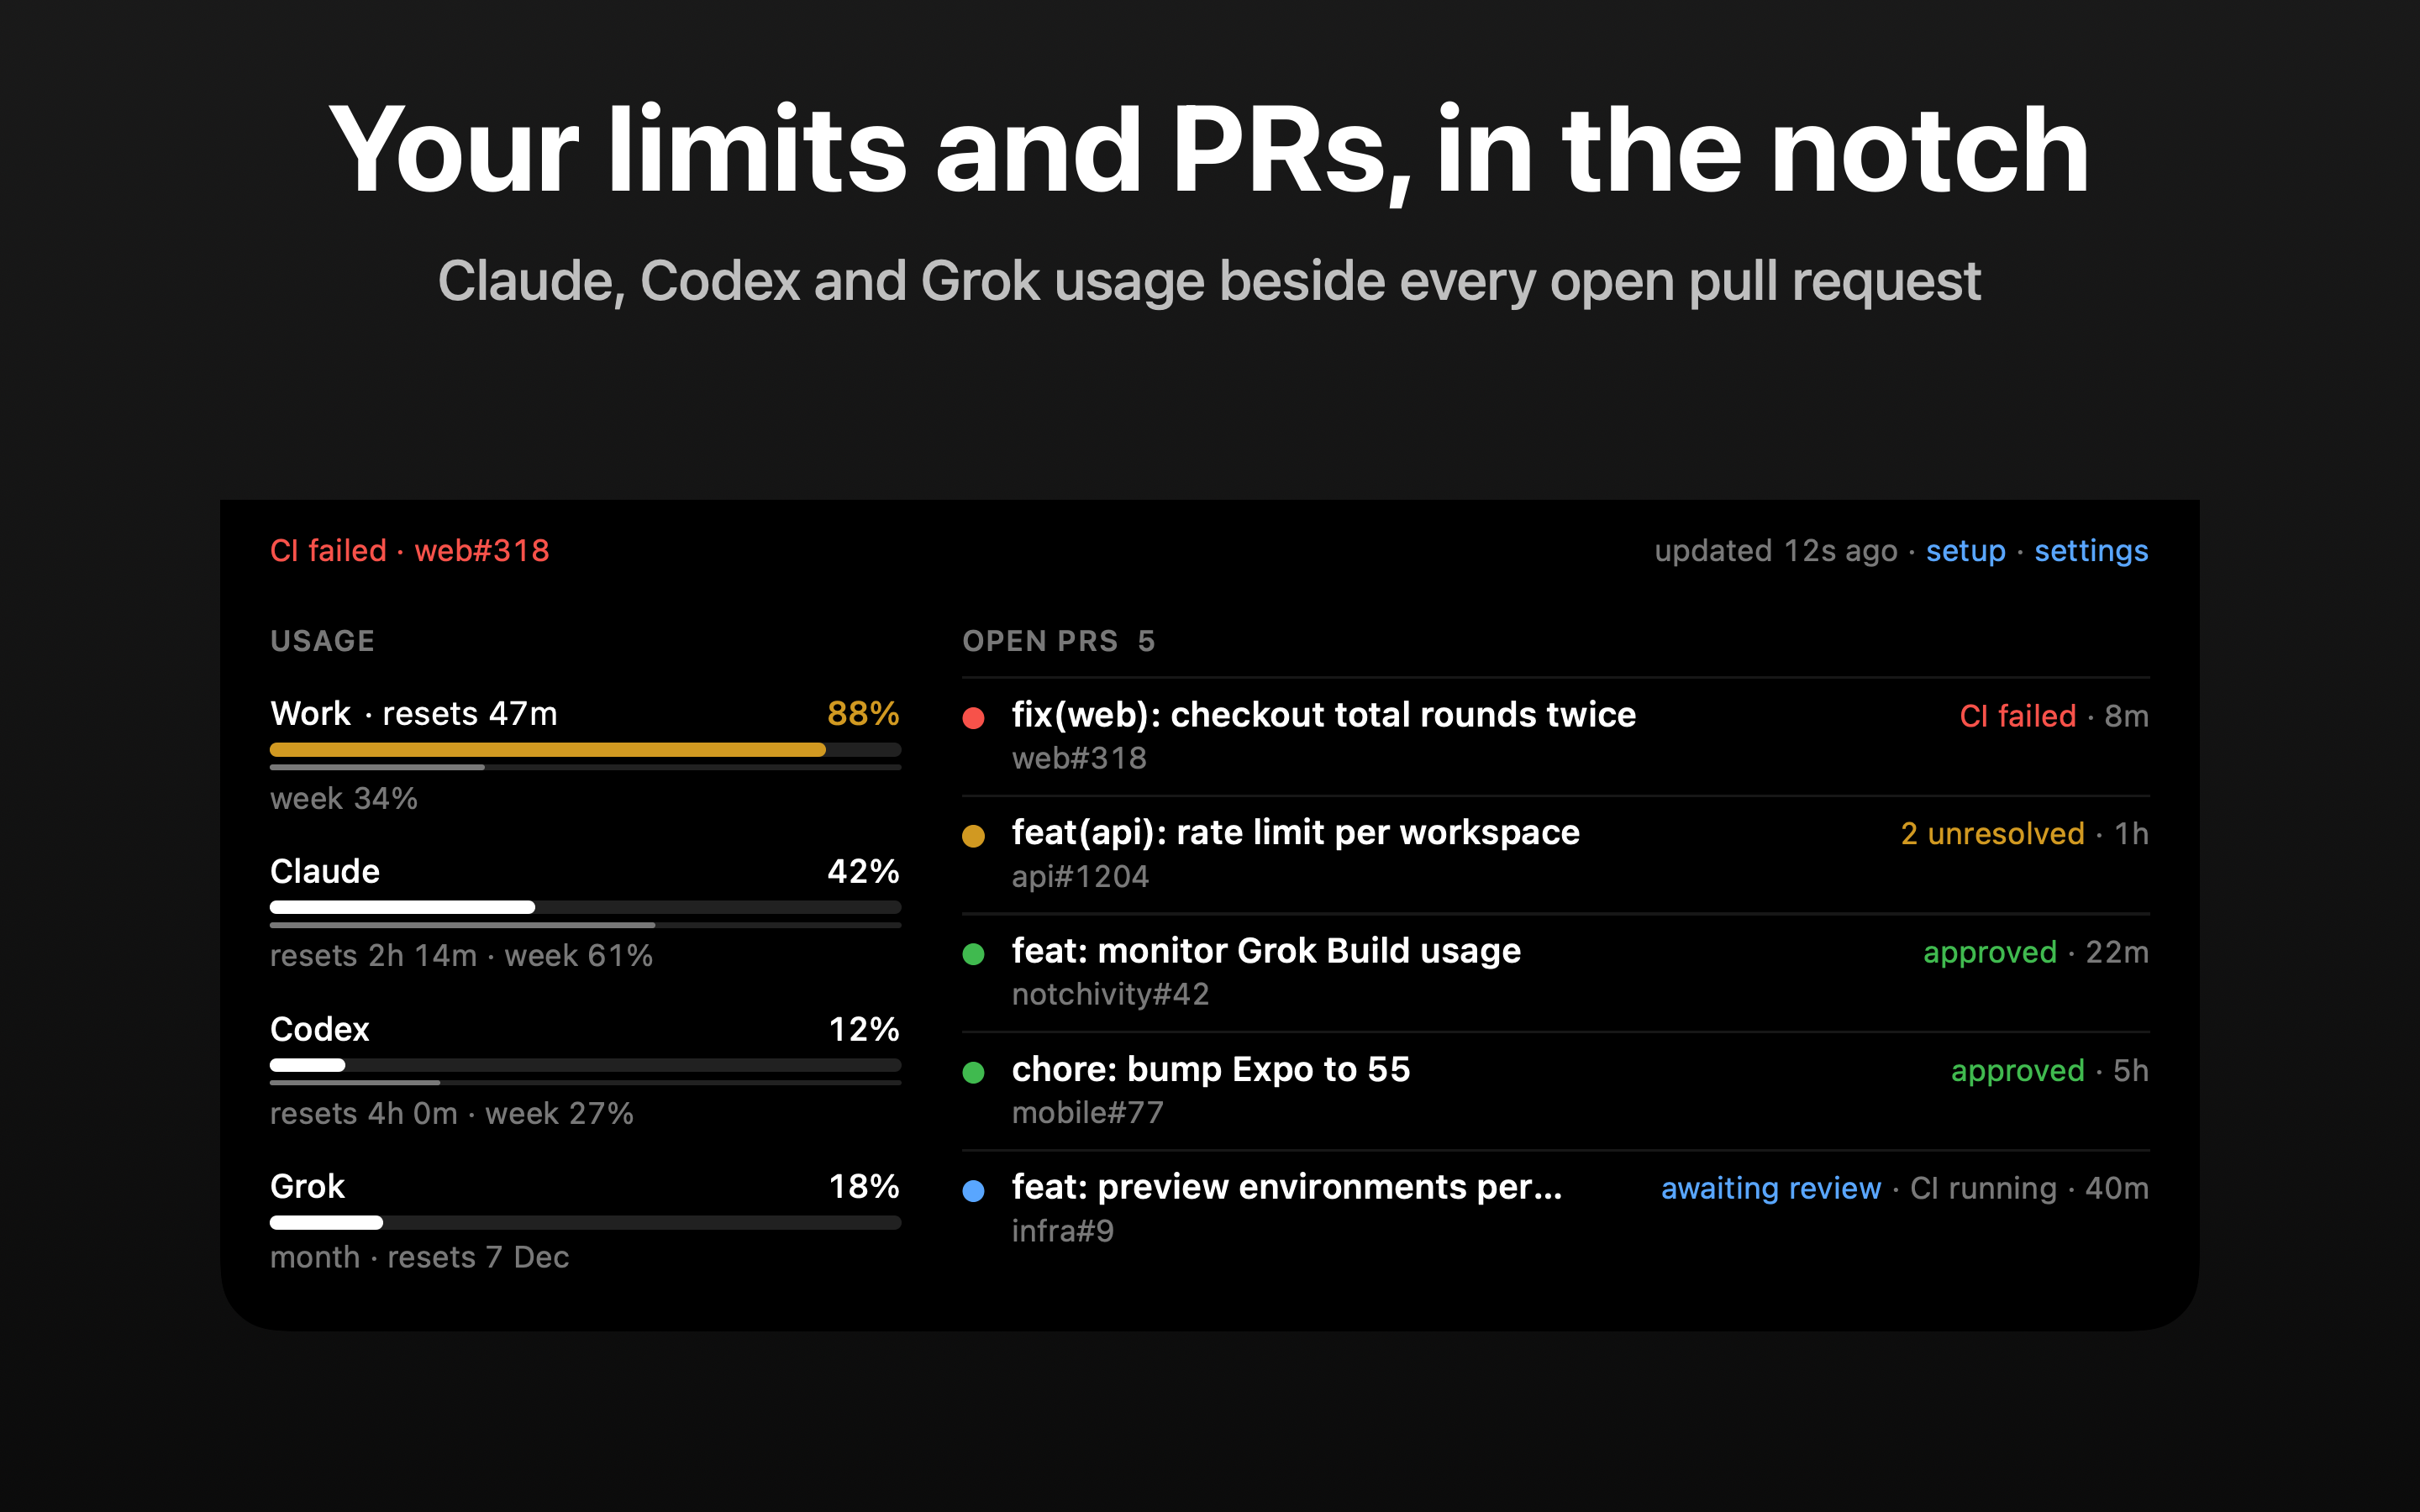 Your limits and PRs, in the notch
Claude, Codex and Grok usage beside every open pull request
CI failed · web#318
updated 12s ago · setup · settings
USAGE
Work · resets 47m 88%
week 34%
Claude 42%
resets 2h 14m · week 61%
Codex 12%
resets 4h 0m · week 27%
Grok 18%
month · resets 7 Dec
OPEN PRS 5
fix(web): checkout total rounds twice CI failed · 8m
web#318
feat(api): rate limit per workspace 2 unresolved · 1h
api#1204
feat: monitor Grok Build usage approved · 22m
notchivity#42
chore: bump Expo to 55 approved · 5h
mobile#77
feat: preview environments per... awaiting review · CI running · 40m
infra#9